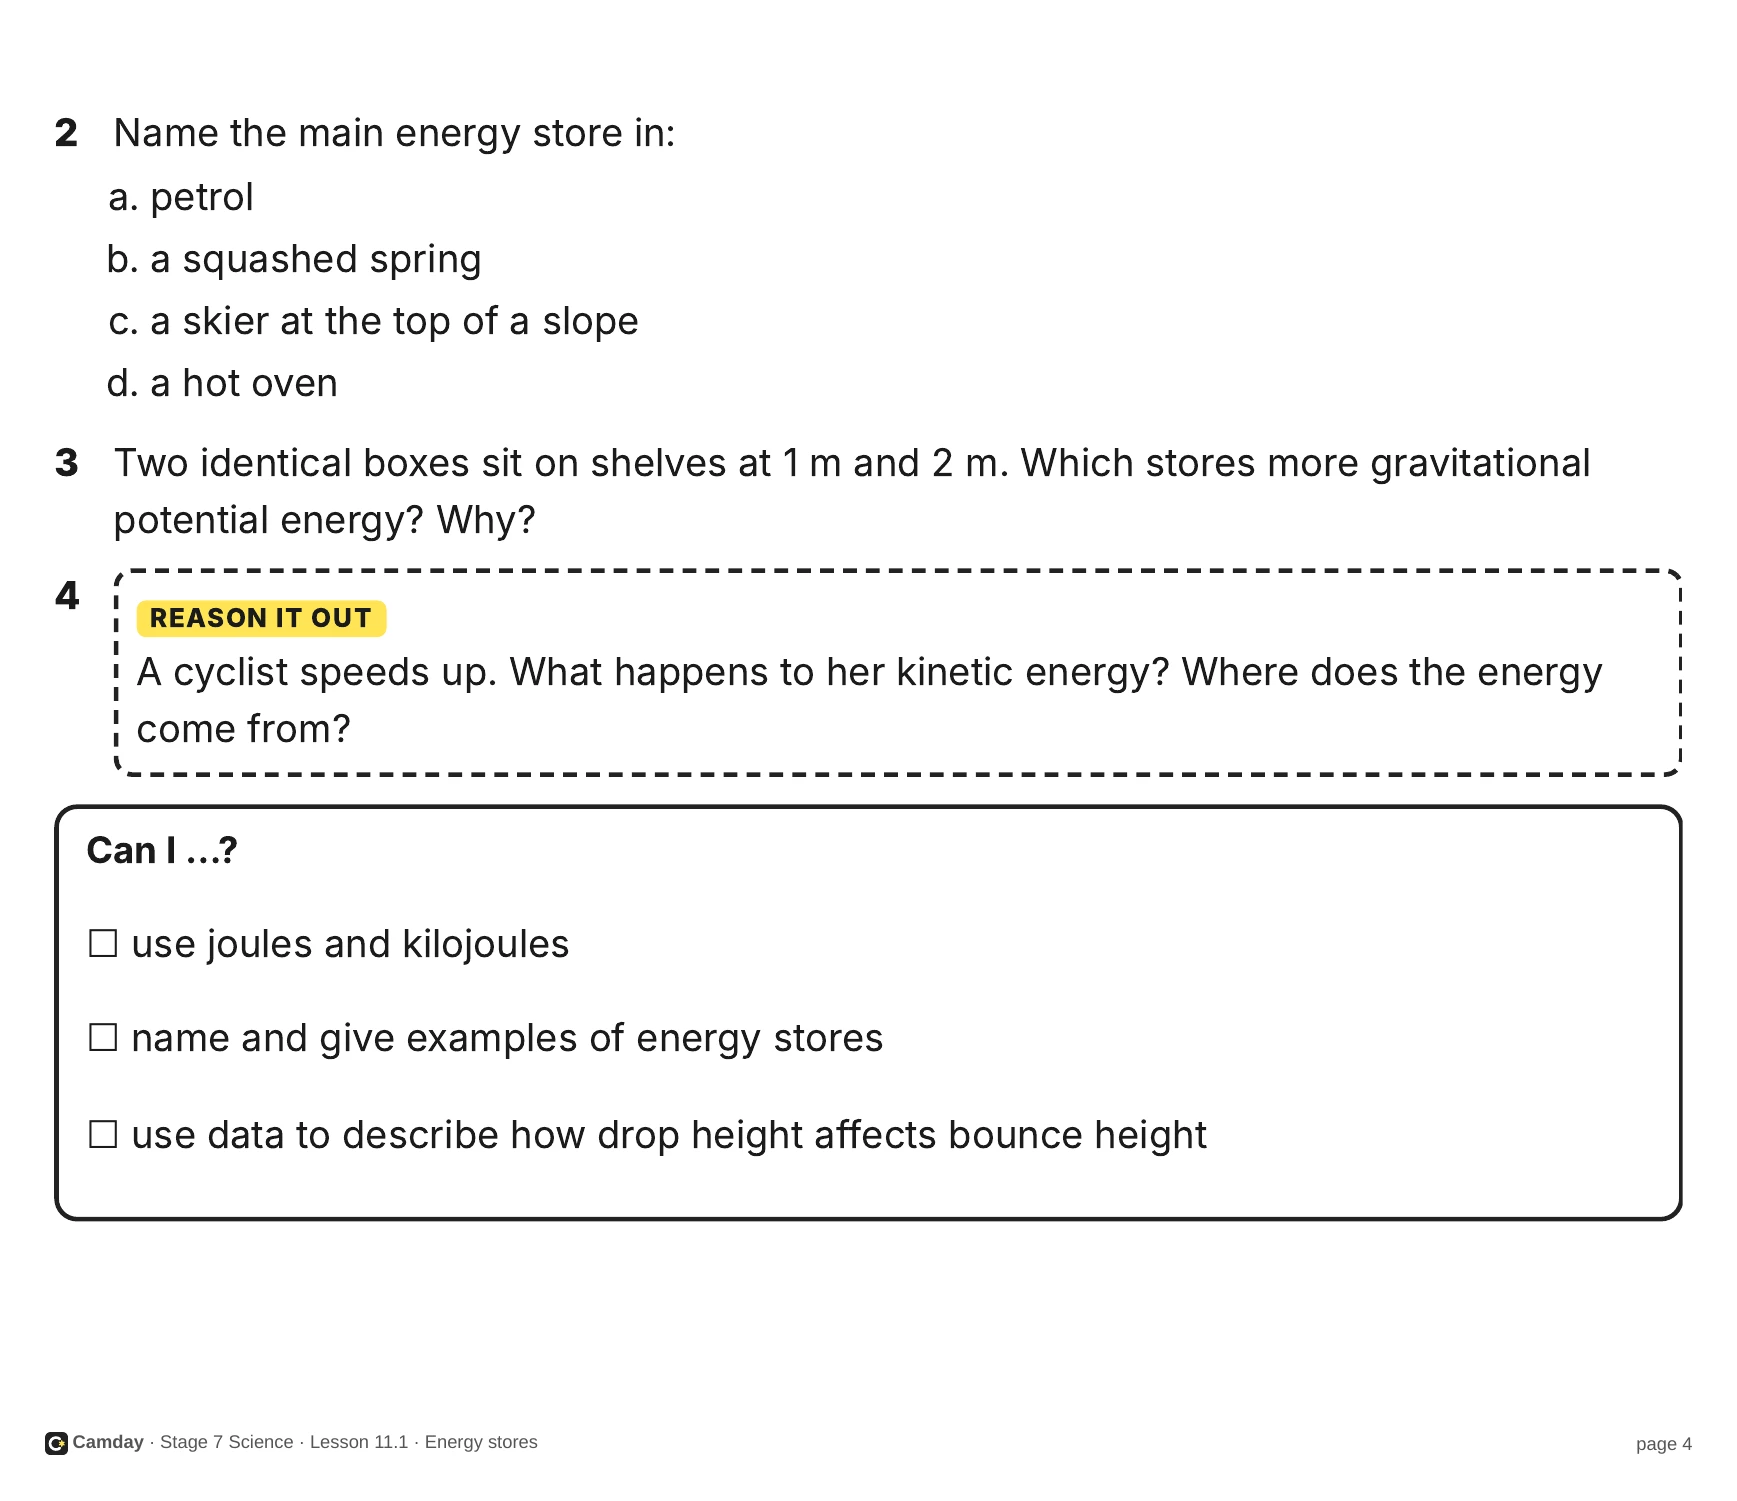 2 Name the main energy store in:
a. petrol
b. a squashed spring
c. a skier at the top of a slope
d. a hot oven
3 Two identical boxes sit on shelves at 1 m and 2 m. Which stores more gravitational
potential energy? Why?
4
REASON IT OUT
A cyclist speeds up. What happens to her kinetic energy? Where does the energy
come from?
Can I …?
☐ use joules and kilojoules
☐ name and give examples of energy stores
☐ use data to describe how drop height affects bounce height
Camday · Stage 7 Science · Lesson 11.1 · Energy stores
page 4